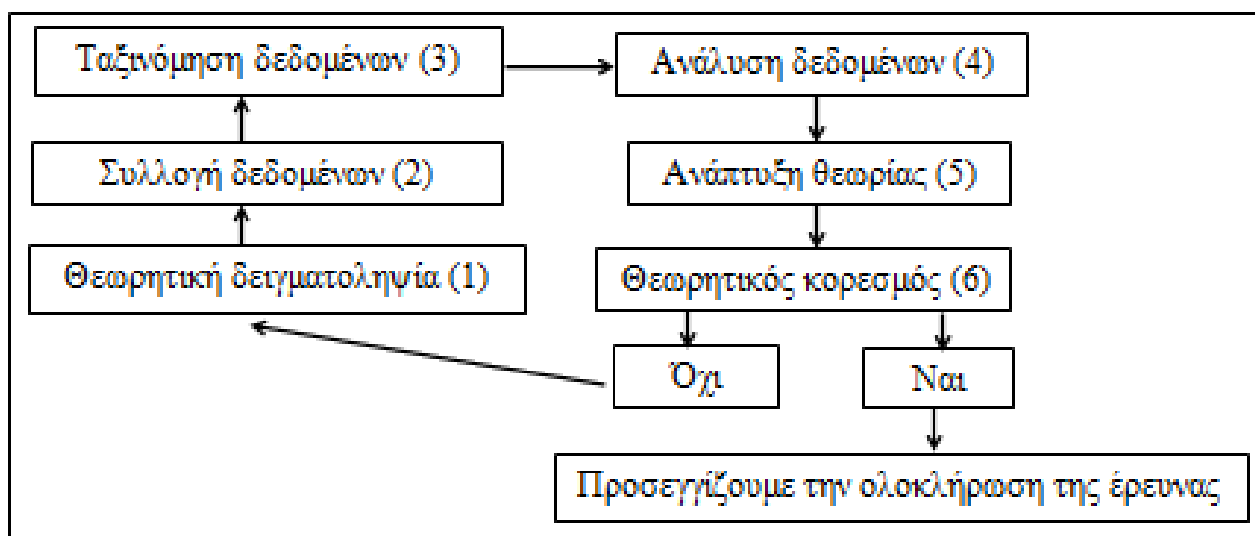 Ταξινόμηση δεδομένων (3)
Ανάλυση δεδομένων (4)
Συλλογή δεδομένων (2)
Ανάπτυξη θεωρίας (5)
Θεωρητική δειγματοληψία (1)
Θεωρητικός κορεσμός (6)
Όχι
Ναι
Προσεγγίζουμε την ολοκλήρωση της έρευνας